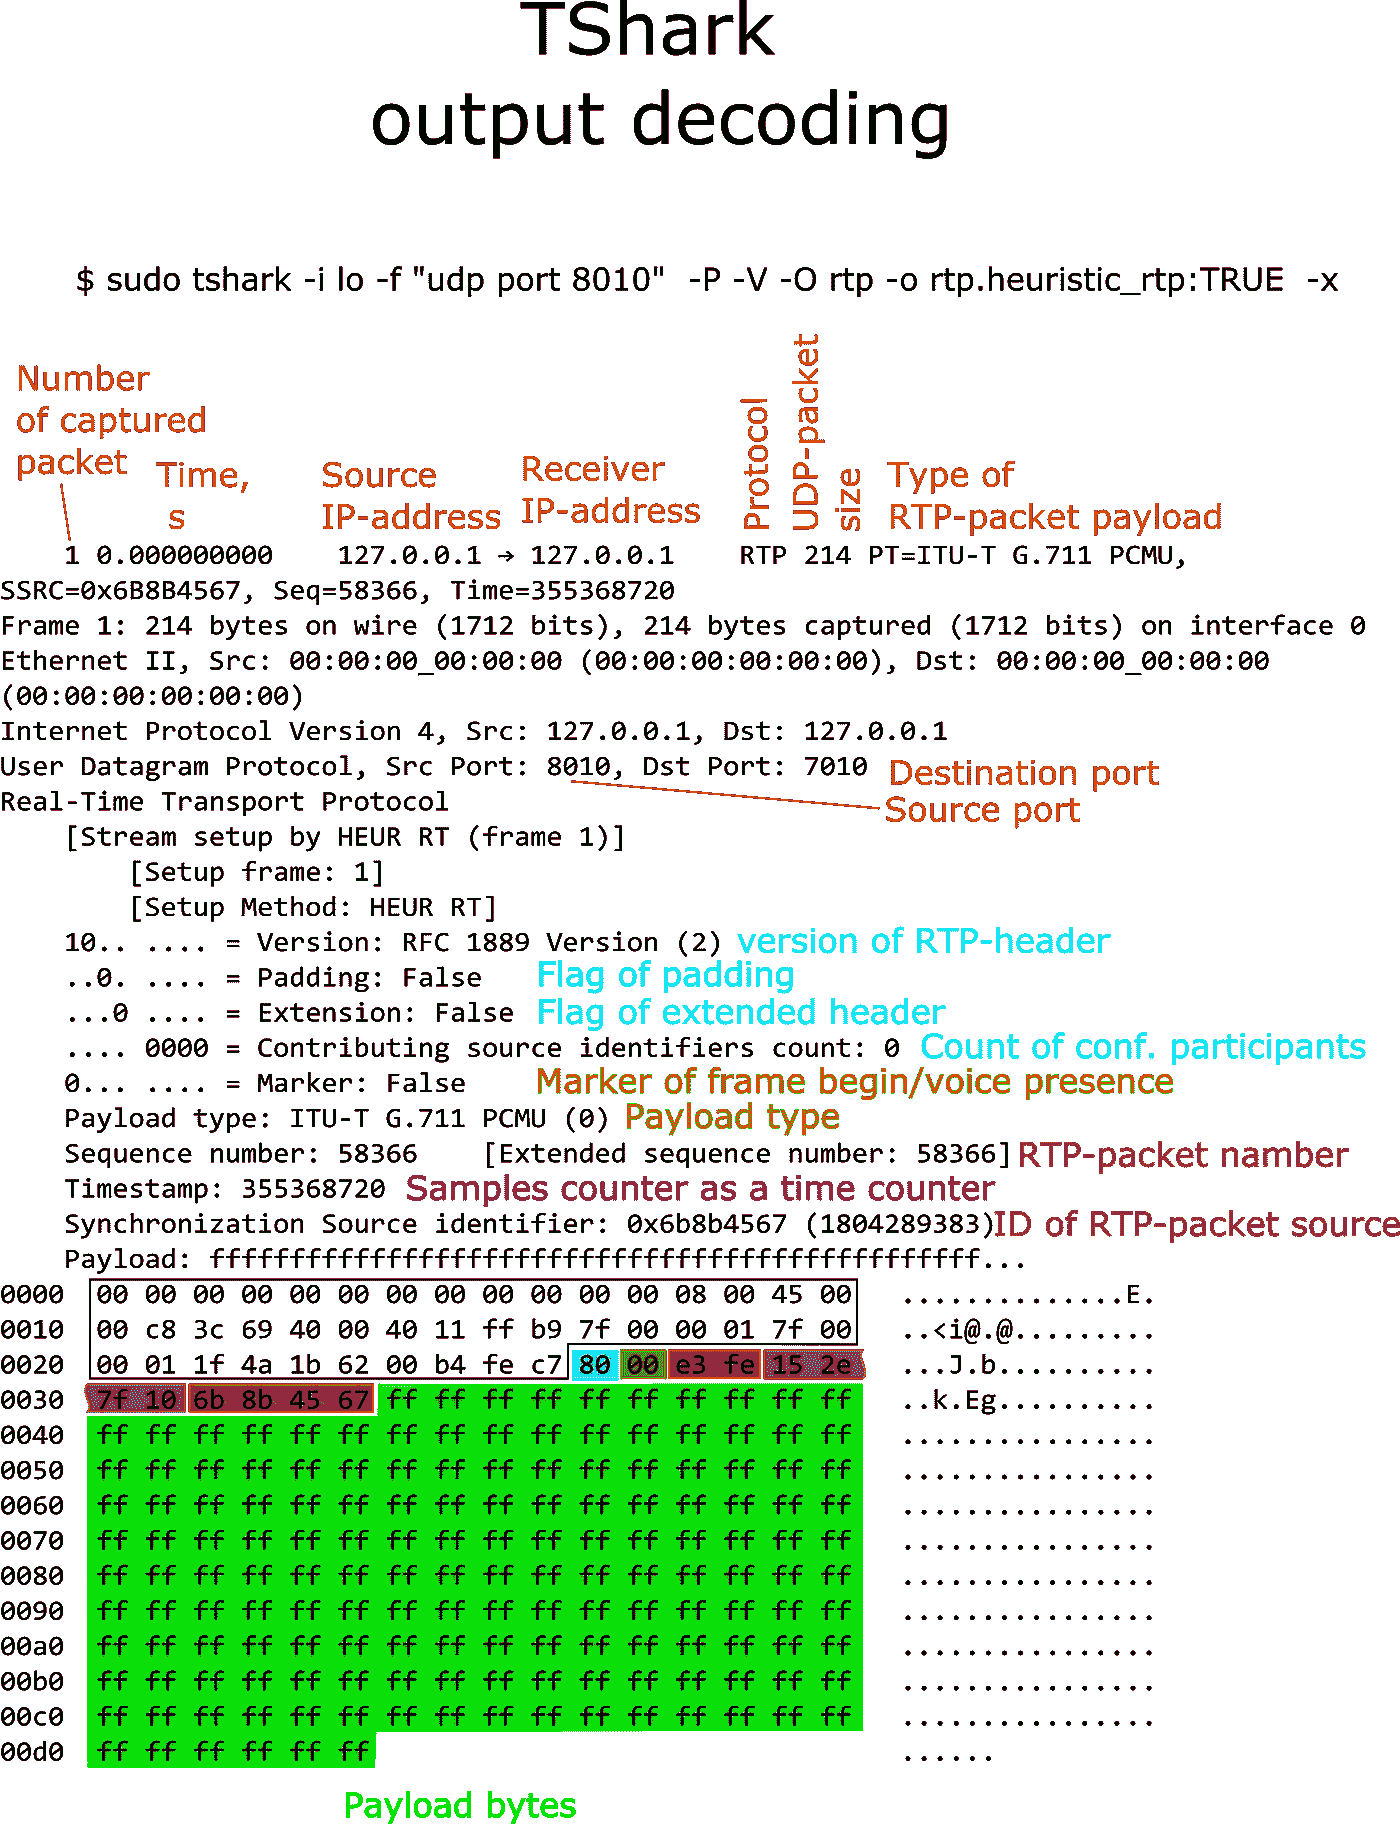 TShark
output decoding
$ sudo tshark -i lo -f "udp port 8010"  -P -V -O rtp -o rtp.heuristic_rtp:TRUE  -x
Number
of captured
packet
Time,
s
Source
IP-address
Receiver
IP-address
Protocol
UDP-packet
size
Type of
RTP-packet payload
1 0.000000000    127.0.0.1 → 127.0.0.1    RTP 214 PT=ITU-T G.711 PCMU,
SSRC=0x6B8B4567, Seq=58366, Time=355368720
Frame 1: 214 bytes on wire (1712 bits), 214 bytes captured (1712 bits) on interface 0
Ethernet II, Src: 00:00:00_00:00:00 (00:00:00:00:00:00), Dst: 00:00:00_00:00:00
(00:00:00:00:00:00)
Internet Protocol Version 4, Src: 127.0.0.1, Dst: 127.0.0.1
User Datagram Protocol, Src Port: 8010, Dst Port: 7010 Destination port
Real-Time Transport Protocol
Source port
[Stream setup by HEUR RT (frame 1)]
[Setup frame: 1]
[Setup Method: HEUR RT]
10.. .... = Version: RFC 1889 Version (2) version of RTP-header
..0. .... = Padding: False Flag of padding
...0 .... = Extension: False Flag of extended header
.... 0000 = Contributing source identifiers count: 0 Count of conf. participants
0... .... = Marker: False Marker of frame begin/voice presence
Payload type: ITU-T G.711 PCMU (0) Payload type
Sequence number: 58366    [Extended sequence number: 58366] RTP-packet namber
Timestamp: 355368720 Samples counter as a time counter
Synchronization Source identifier: 0x6b8b4567 (1804289383) ID of RTP-packet source
Payload: ffffffffffffffffffffffffffffffffffffffffffffffff...
0000  00 00 00 00 00 00 00 00 00 00 00 00 08 00 45 00  ..............E.
0010  00 c8 3c 69 40 00 40 11 ff b9 7f 00 00 01 7f 00  ..<i@.@.........
0020  00 01 1f 4a 1b 62 00 b4 fe c7 80 00 e3 fe 15 2e  ...J.b..........
0030  7f 10 6b 8b 45 67 ff ff ff ff ff ff ff ff ff ff  ..k.Eg..........
0040  ff ff ff ff ff ff ff ff ff ff ff ff ff ff ff ff  ................
0050  ff ff ff ff ff ff ff ff ff ff ff ff ff ff ff ff  ................
0060  ff ff ff ff ff ff ff ff ff ff ff ff ff ff ff ff  ................
0070  ff ff ff ff ff ff ff ff ff ff ff ff ff ff ff ff  ................
0080  ff ff ff ff ff ff ff ff ff ff ff ff ff ff ff ff  ................
0090  ff ff ff ff ff ff ff ff ff ff ff ff ff ff ff ff  ................
00a0  ff ff ff ff ff ff ff ff ff ff ff ff ff ff ff ff  ................
00b0  ff ff ff ff ff ff ff ff ff ff ff ff ff ff ff ff  ................
00c0  ff ff ff ff ff ff ff ff ff ff ff ff ff ff ff ff  ................
00d0  ff ff ff ff ff ff  ......
Payload bytes